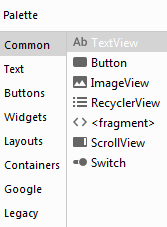 Palette
Common
Text
Buttons
Widgets
Layouts
Containers
Google
Legacy
Ab TextView
Button
ImageView
RecyclerView
<fragment>
ScrollView
Switch